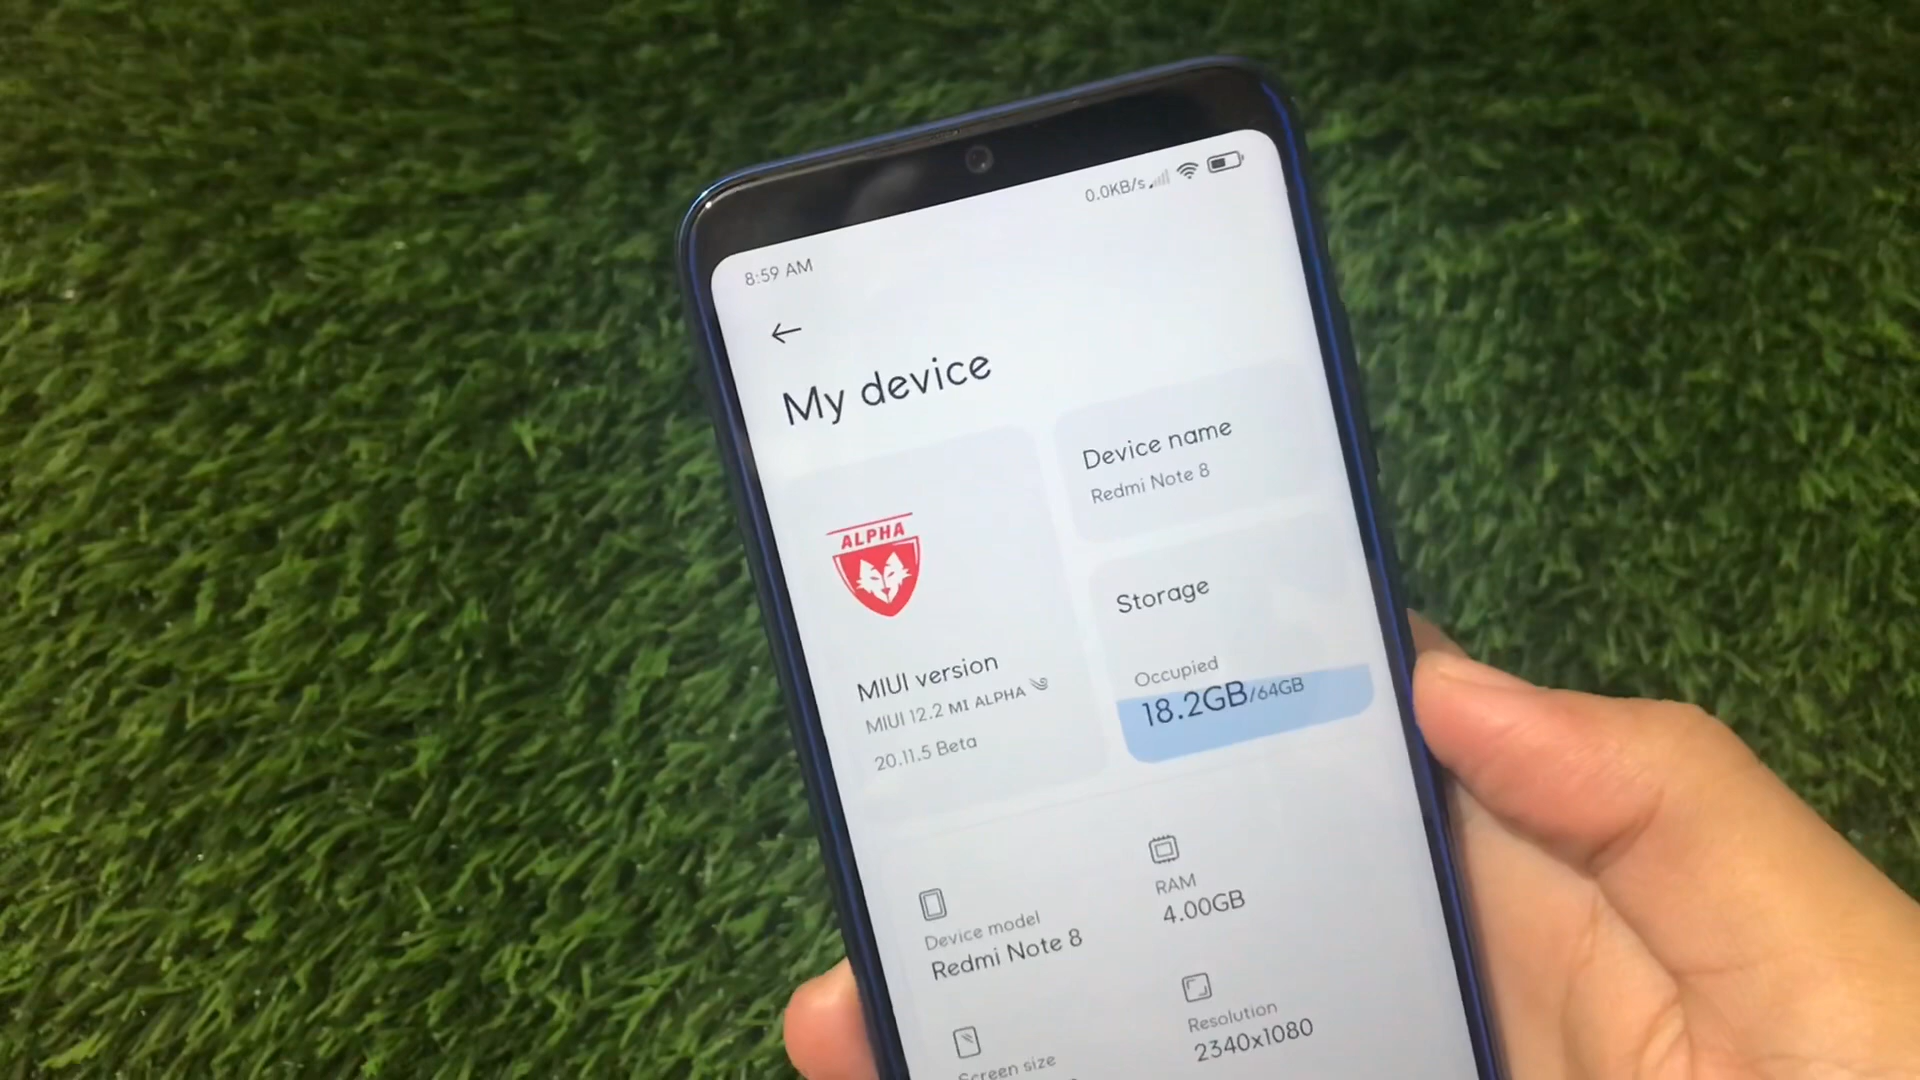 8:59 AM
0.0KB/s
My device
ALPHA
MIUI version
MIUI 12.2 MI ALPHA
20.11.5 Beta
Device name
Redmi Note 8
Storage
Occupied
18.2GB/64GB
Device model
Redmi Note 8
RAM
4.00GB
Screen size
Resolution
2340x1080